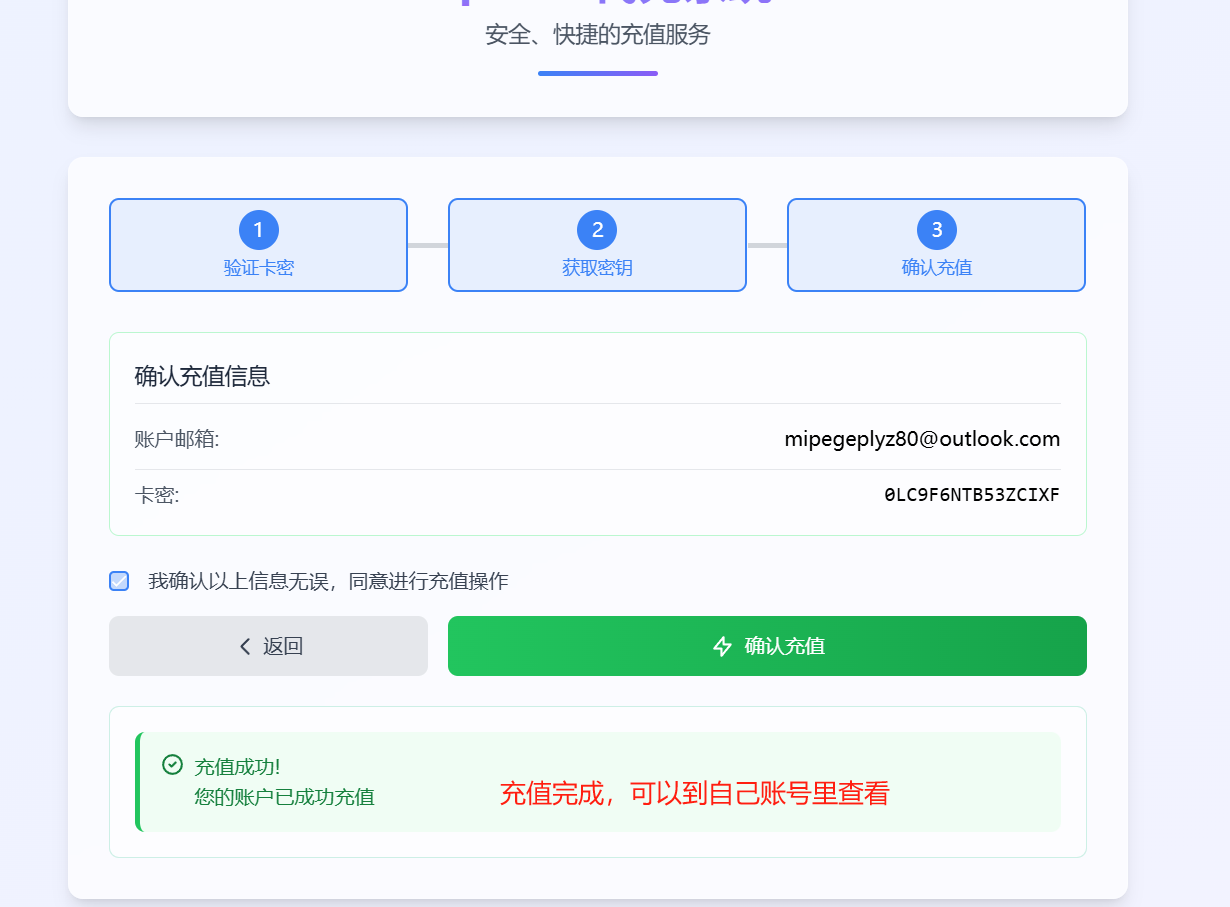 安全、快捷的充值服务
1
验证卡密
2
获取密钥
3
确认充值
确认充值信息
账户邮箱:
mipegeplyz80@outlook.com
卡密:
0LC9F6NTB53ZCIXF
我确认以上信息无误，同意进行充值操作
返回
确认充值
充值成功!
您的账户已成功充值
充值完成，可以到自己账号里查看